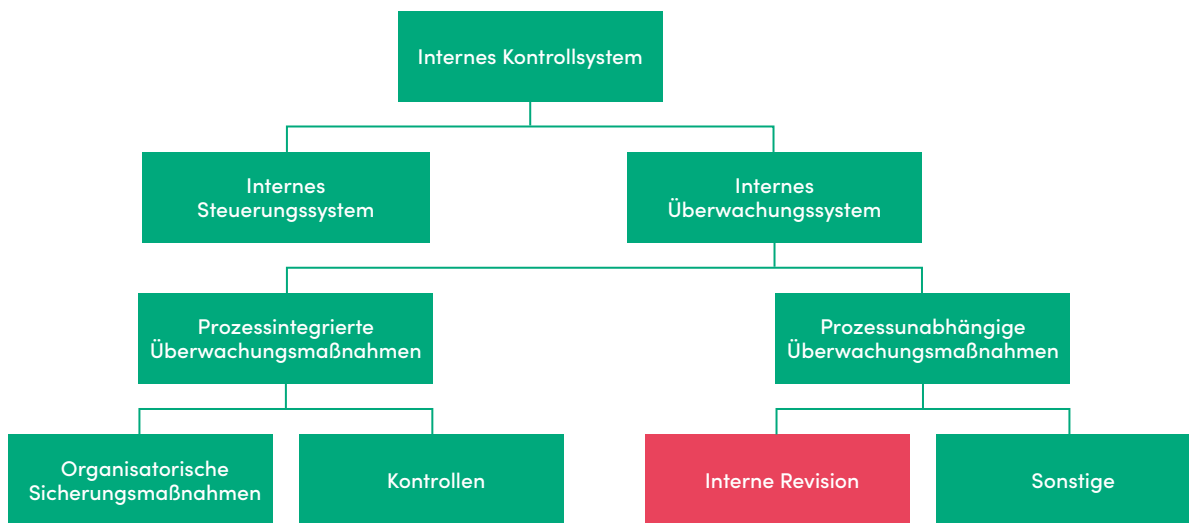 Internes Kontrollsystem
Internes
Steuerungssystem
Internes
Überwachungssystem
Prozessintegrierte
Überwachungsmaßnahmen
Prozessunabhängige
Überwachungsmaßnahmen
Organisatorische
Sicherungsmaßnahmen
Kontrollen
Interne Revision
Sonstige